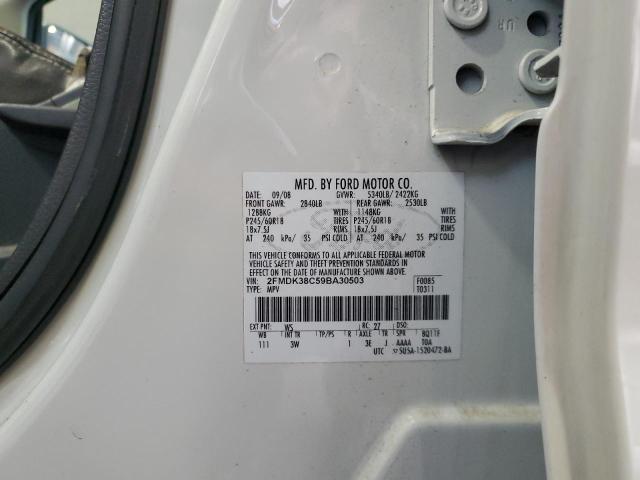 MFD. BY FORD MOTOR CO.
DATE: 09/08 GVWR: 5340LB/ 2422KG
FRONT GAWR: 2840LB REAR GAWR: 2530LB
1288KG WITH 1148KG WITH
P245/60R18 TIRES P245/60R18 TIRES
18x7.5J RIMS 18x7.5J RIMS
AT 240 kPa/ 35 PSI COLD AT 240 kPa/ 35 PSI COLD
THIS VEHICLE CONFORMS TO ALL APPLICABLE FEDERAL MOTOR
VEHICLE SAFETY AND THEFT PREVENTION STANDARDS IN
EFFECT ON THE DATE OF MANUFACTURE SHOWN ABOVE.
VIN: 2FMDK38C59BA30503 F0085
TYPE: MPV T0311
EXT PNT: WS RC: 27 DSO:
WB INT TR TP/PS R AXLE TR SPR BQ11F
111 3W 1 3E J AAAA TOA
UTC 5U5A-1520472-BA
UR